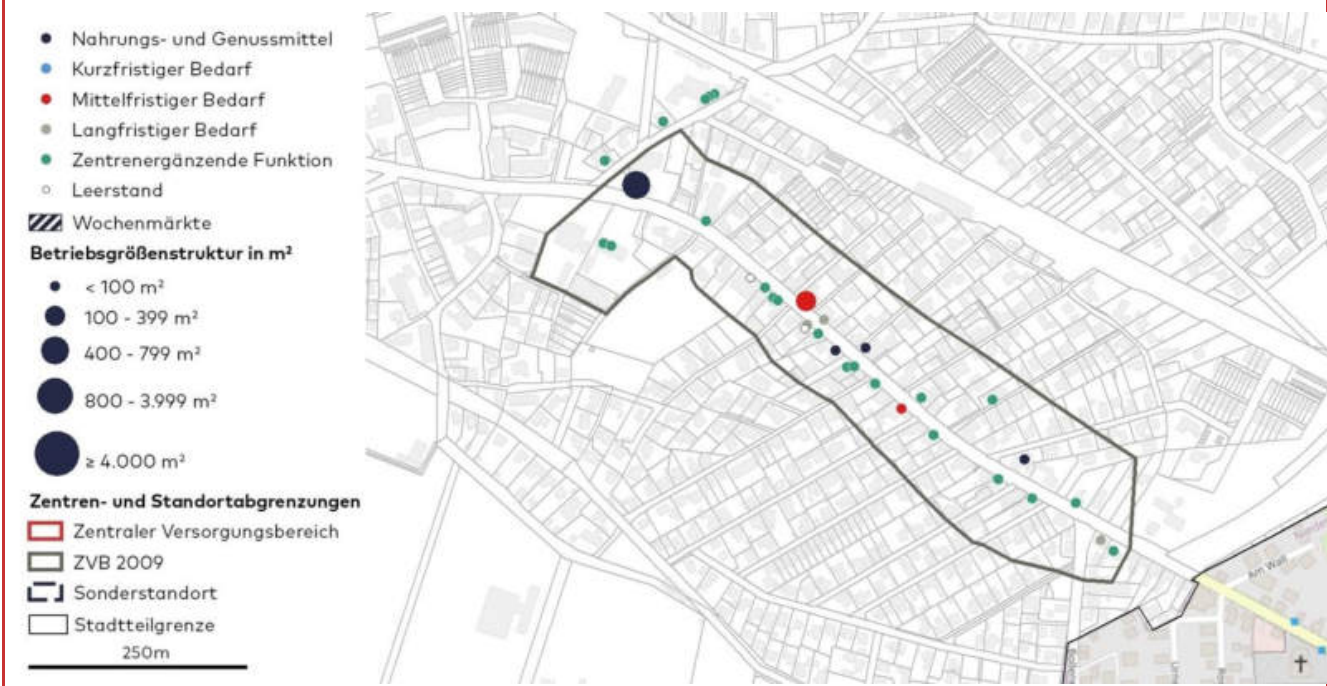 Nahrungs- und Genussmittel
Kurzfristiger Bedarf
Mittelfristiger Bedarf
Langfristiger Bedarf
Zentrenergänzende Funktion
Leerstand
Wochenmärkte
Betriebsgrößenstruktur in m²
< 100 m²
100 - 399 m²
400 - 799 m²
800 - 3.999 m²
≥ 4.000 m²
Zentren- und Standortabgrenzungen
Zentraler Versorgungsbereich
ZVB 2009
Sonderstandort
Stadtteilgrenze
250m
Am Wall